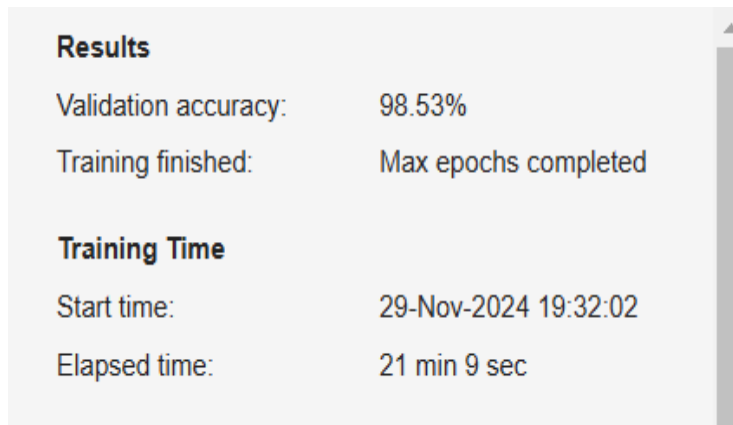 Results
Validation accuracy: 98.53%
Training finished: Max epochs completed
Training Time
Start time: 29-Nov-2024 19:32:02
Elapsed time: 21 min 9 sec